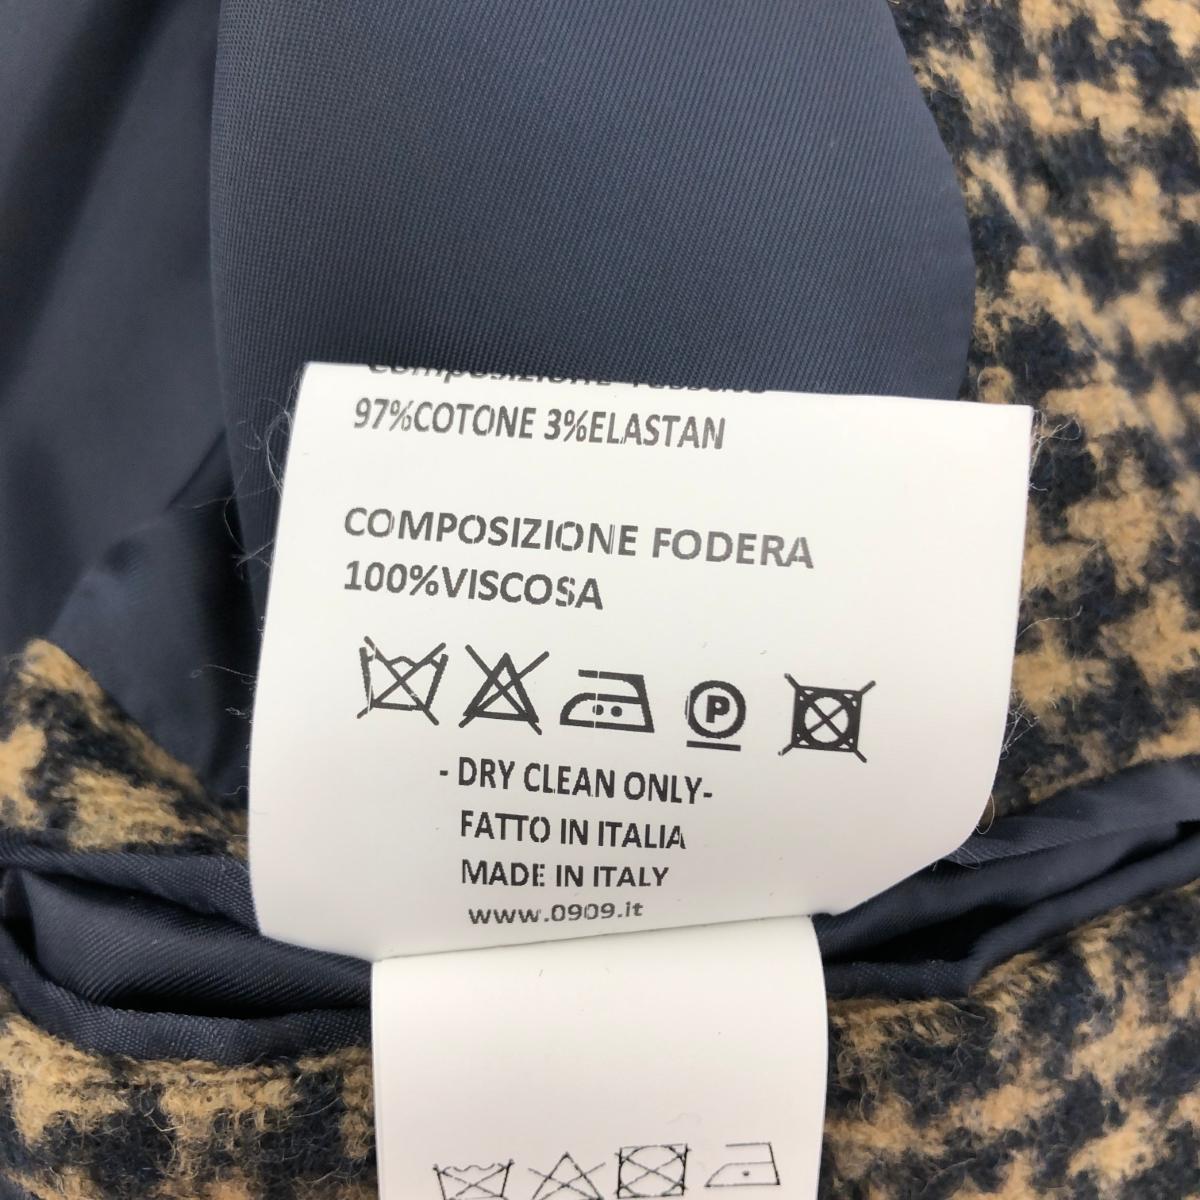 97%COTONE 3%ELASTAN
COMPOSIZIONE FODERA
100%VISCOSA
P
- DRY CLEAN ONLY-
FATTO IN ITALIA
MADE IN ITALY
www.0909.it